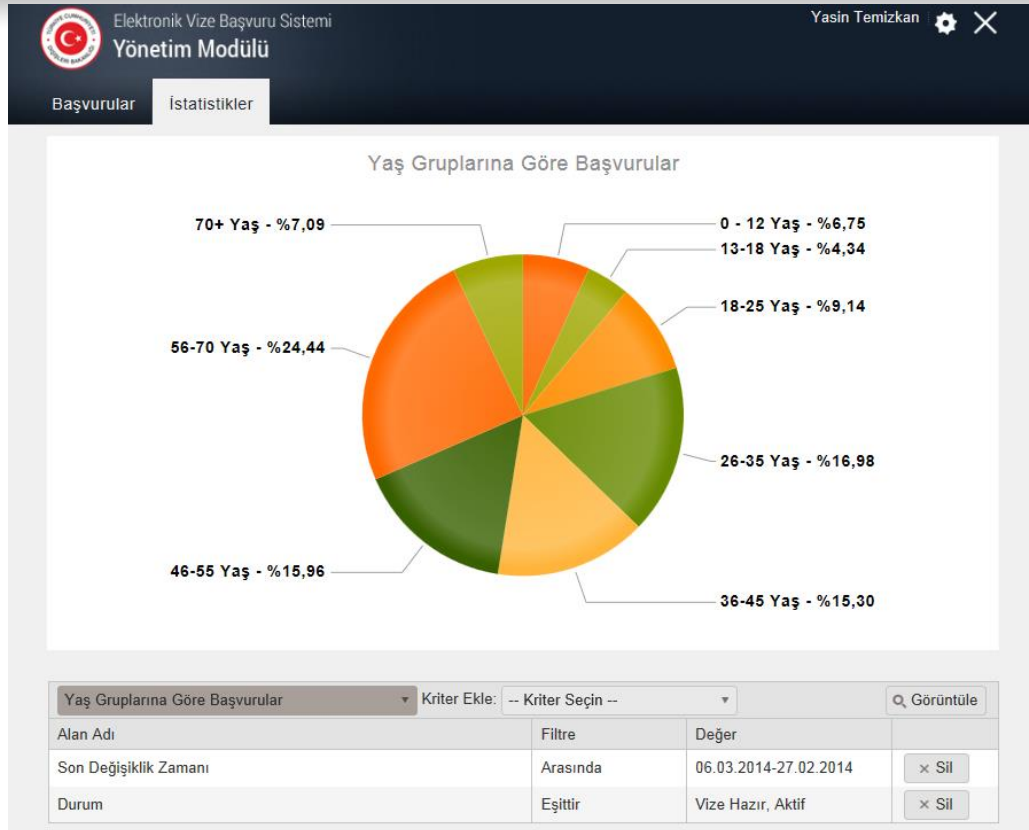 Elektronik Vize Başvuru Sistemi
Yönetim Modülü
Yasin Temizkan
Başvurular
İstatistikler
Yaş Gruplarına Göre Başvurular
70+ Yaş - %7,09
0 - 12 Yaş - %6,75
13-18 Yaş - %4,34
18-25 Yaş - %9,14
56-70 Yaş - %24,44
26-35 Yaş - %16,98
46-55 Yaş - %15,96
36-45 Yaş - %15,30
Yaş Gruplarına Göre Başvurular Kriter Ekle: -- Kriter Seçin -- Görüntüle
Alan Adı Filtre Değer
Son Değişiklik Zamanı Arasında 06.03.2014-27.02.2014 × Sil
Durum Eşittir Vize Hazır, Aktif × Sil